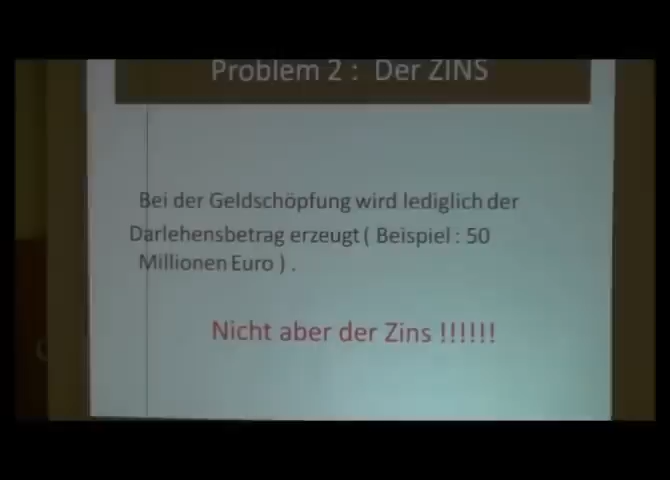 Problem 2 : Der ZINS
Bei der Geldschöpfung wird lediglich der
Darlehensbetrag erzeugt ( Beispiel : 50
Millionen Euro ) .
Nicht aber der Zins !!!!!!